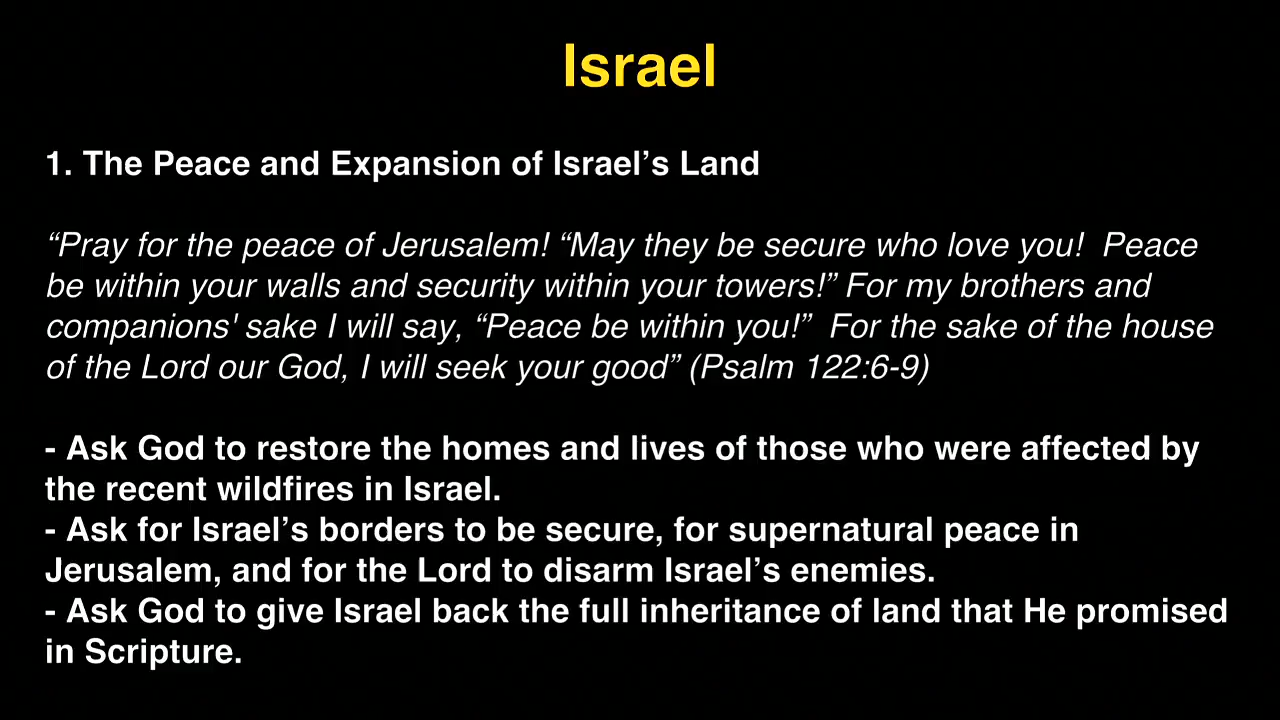 Israel
1. The Peace and Expansion of Israel’s Land
“Pray for the peace of Jerusalem! “May they be secure who love you!  Peace
be within your walls and security within your towers!” For my brothers and
companions' sake I will say, “Peace be within you!”  For the sake of the house
of the Lord our God, I will seek your good” (Psalm 122:6-9)
- Ask God to restore the homes and lives of those who were affected by
the recent wildfires in Israel.
- Ask for Israel’s borders to be secure, for supernatural peace in
Jerusalem, and for the Lord to disarm Israel’s enemies.
- Ask God to give Israel back the full inheritance of land that He promised
in Scripture.